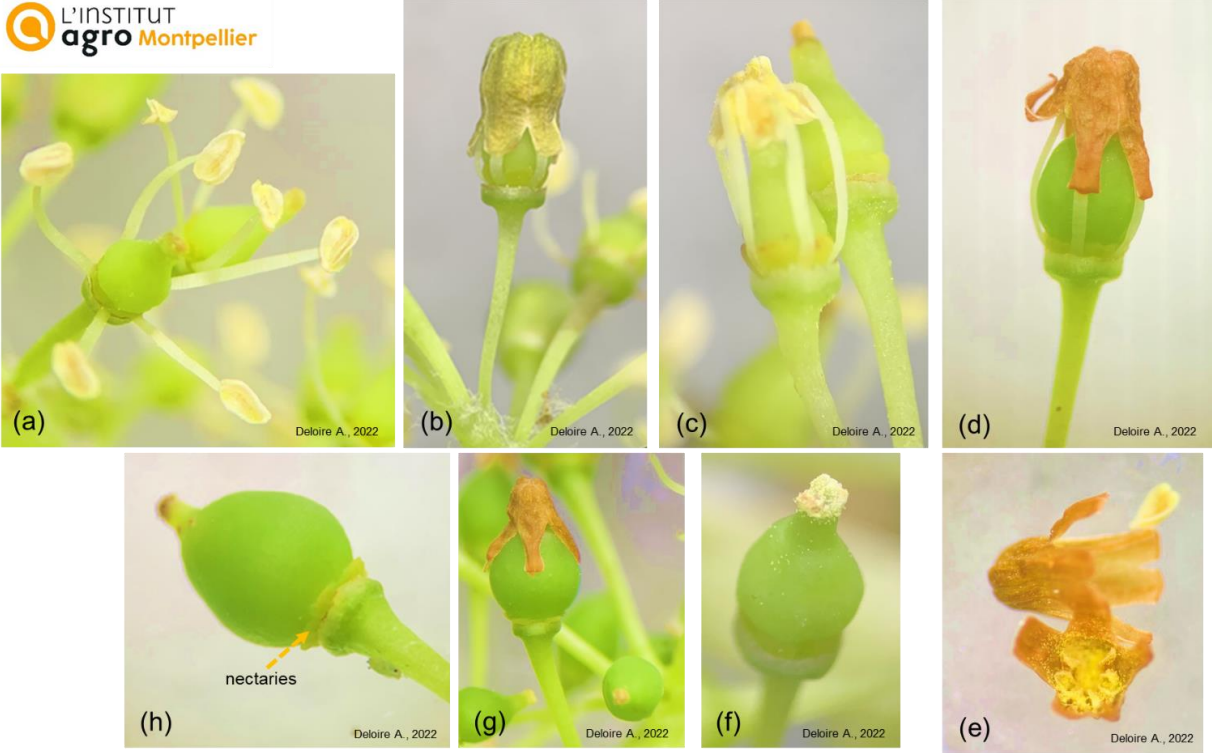 L'INSTITUT
agro Montpellier
(a)
Deloire A., 2022
(b)
Deloire A., 2022
(c)
Deloire A., 2022
(d)
Deloire A., 2022
nectaries
(h)
Deloire A., 2022
(g)
Deloire A., 2022
(f)
Deloire A., 2022
(e)
Deloire A., 2022